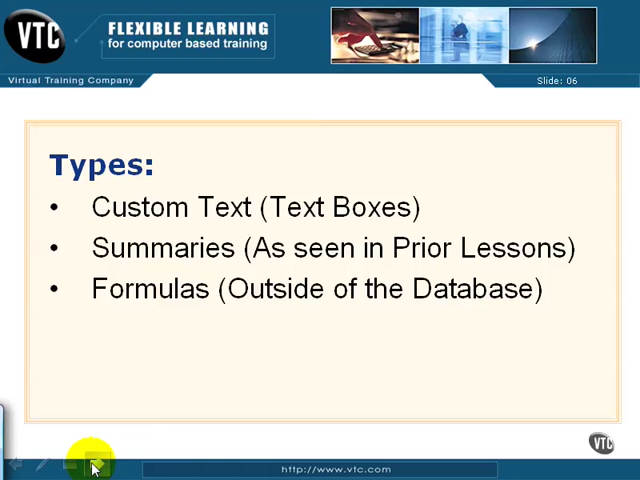 VTC
FLEXIBLE LEARNING
for computer based training
Virtual Training Company
Slide: 06
Types:
• Custom Text (Text Boxes)
• Summaries (As seen in Prior Lessons)
• Formulas (Outside of the Database)
VTC
http://www.vtc.com